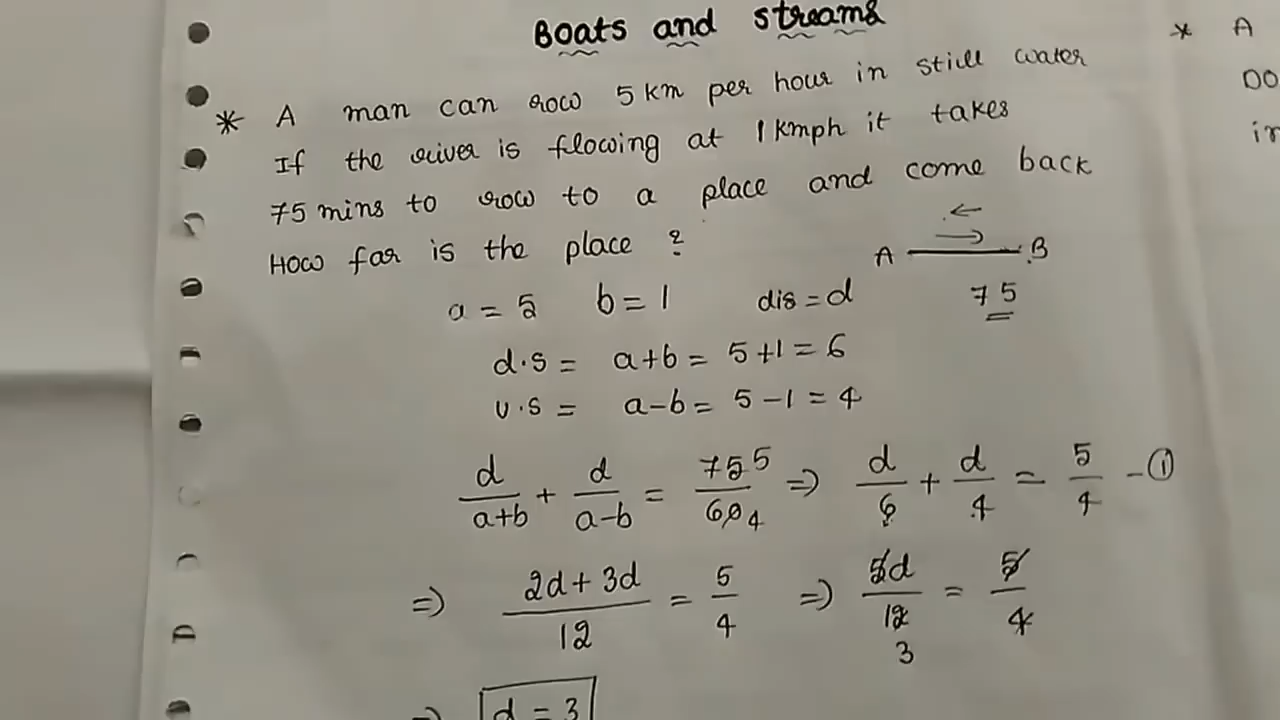 Boats and streams
* A man can row 5 km per hour in still water
If the river is flowing at 1 kmph it takes
75 mins to row to a place and come back
How far is the place ?
A B
75
a = 5 b = 1 dis = d
d.s = a+b = 5+1 = 6
u.s = a-b = 5-1 = 4
d/a+b + d/a-b = 75 5/60 4 => d/6 + d/4 = 5/4 - ①
=> 2d + 3d/12 = 5/4 => 5d/12 3 = 5/4
=> d = 3
* A